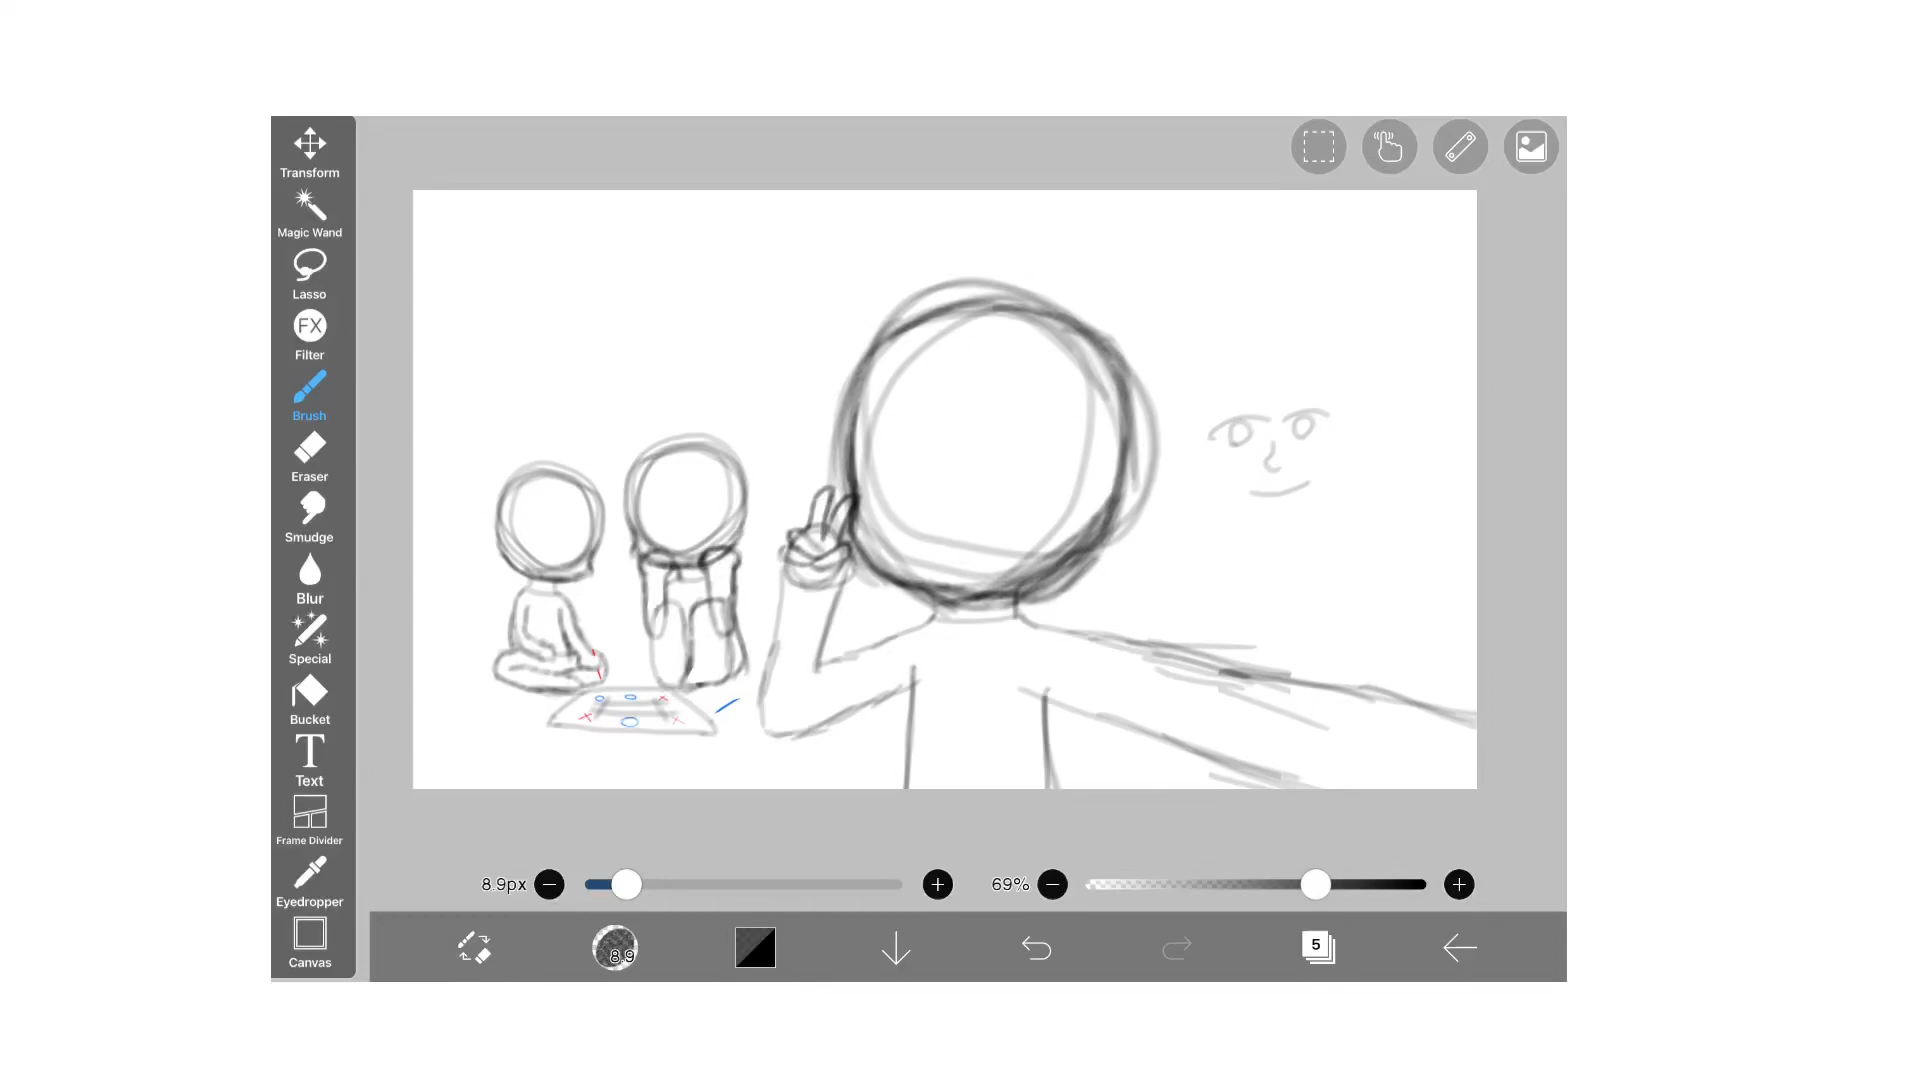 Transform
Magic Wand
Lasso
FX
Filter
Brush
Eraser
Smudge
Blur
Special
Bucket
T
Text
Frame Divider
Eyedropper
Canvas
8.9px
69%
8.9
5